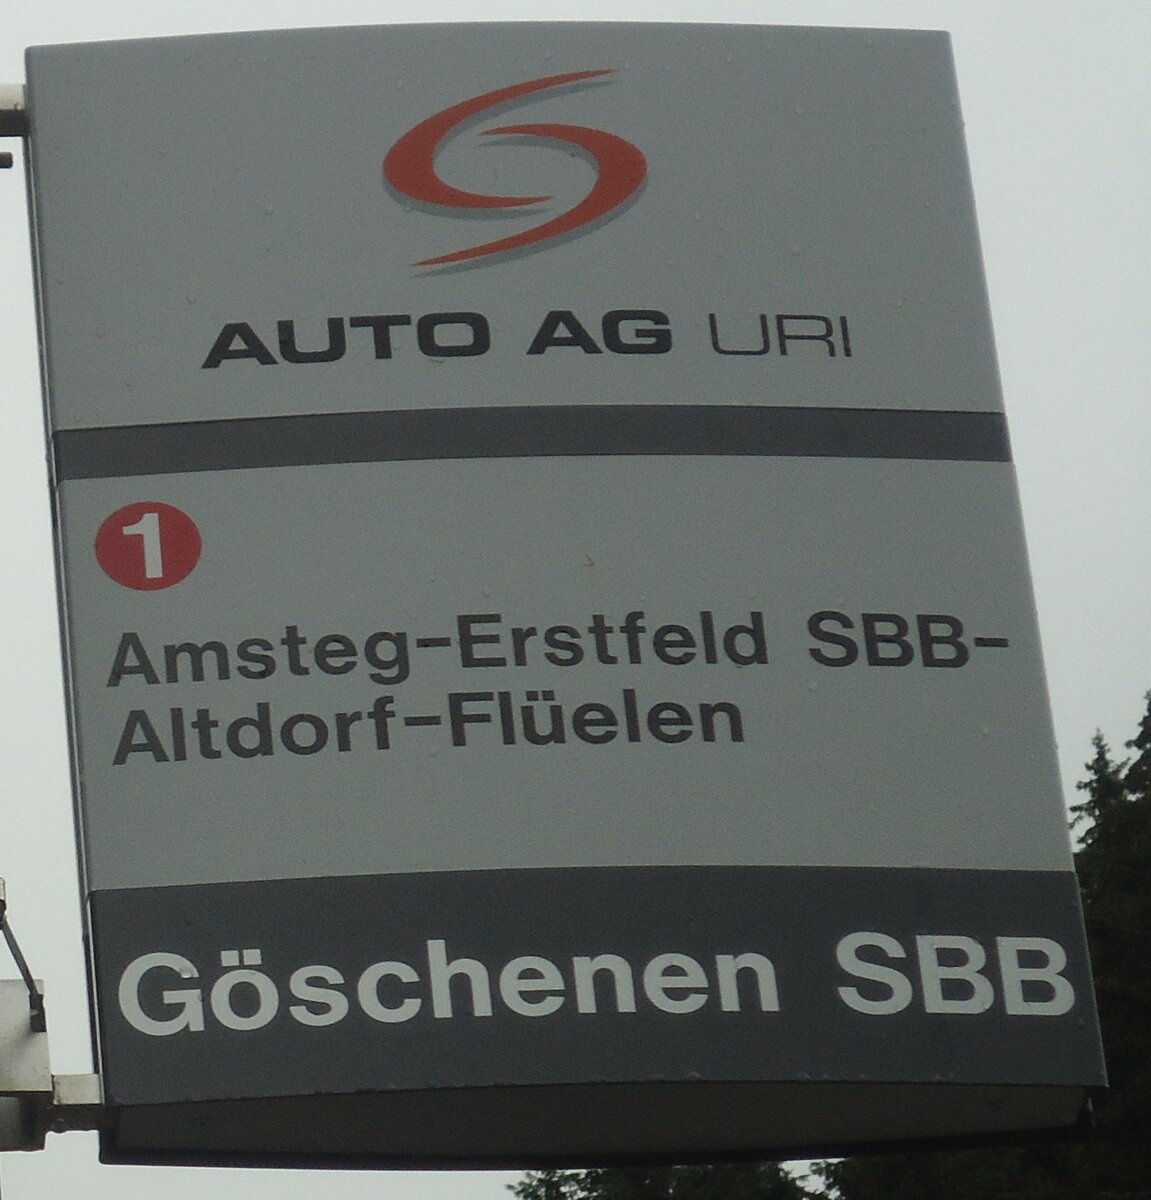 AUTO AG URI
1
Amsteg-Erstfeld SBB-
Altdorf-Flüelen
Göschenen SBB